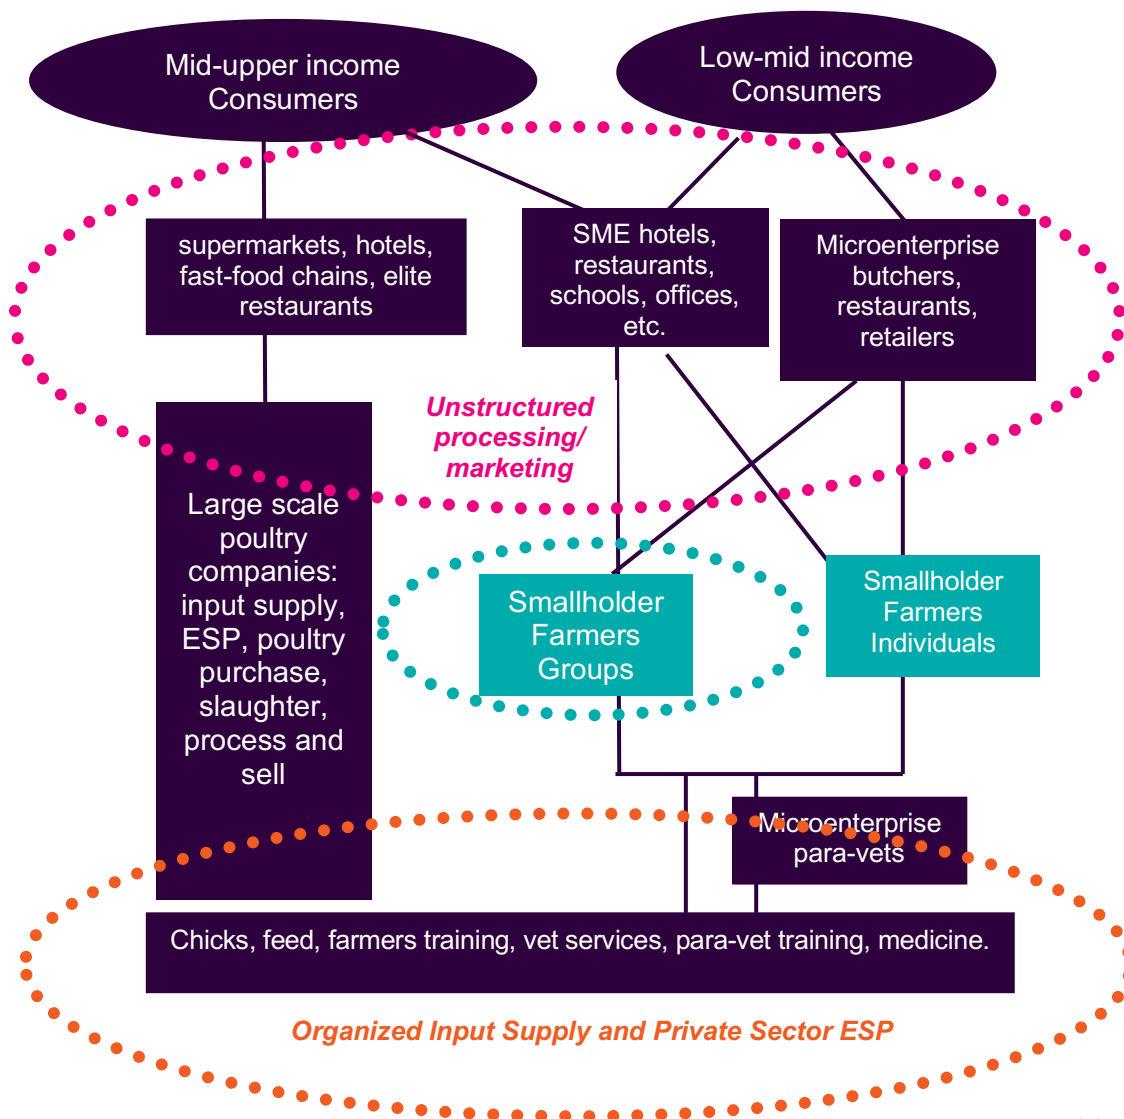 Mid-upper income
Consumers
Low-mid income
Consumers
supermarkets, hotels,
fast-food chains, elite
restaurants
SME hotels,
restaurants,
schools, offices,
etc.
Microenterprise
butchers,
restaurants,
retailers
Unstructured
processing/
marketing
Large scale
poultry
companies:
input supply,
ESP, poultry
purchase,
slaughter,
process and
sell
Smallholder
Farmers
Groups
Smallholder
Farmers
Individuals
Microenterprise
para-vets
Chicks, feed, farmers training, vet services, para-vet training, medicine.
Organized Input Supply and Private Sector ESP